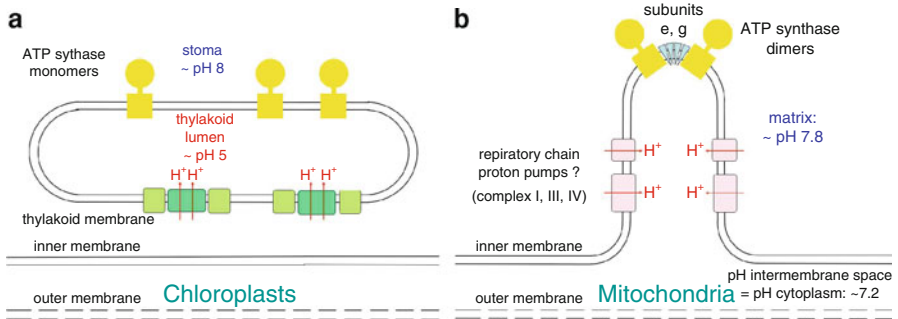 a
ATP sythase
monomers
stoma
~ pH 8
thylakoid
lumen
~ pH 5
H+ H+
H+ H+
thylakoid membrane
inner membrane
outer membrane
Chloroplasts
b
subunits
e, g
ATP synthase
dimers
matrix:
~ pH 7.8
repiratory chain
proton pumps ?
(complex I, III, IV)
H+
H+
H+
H+
inner membrane
pH intermembrane space
= pH cytoplasm: ~7.2
outer membrane
Mitochondria